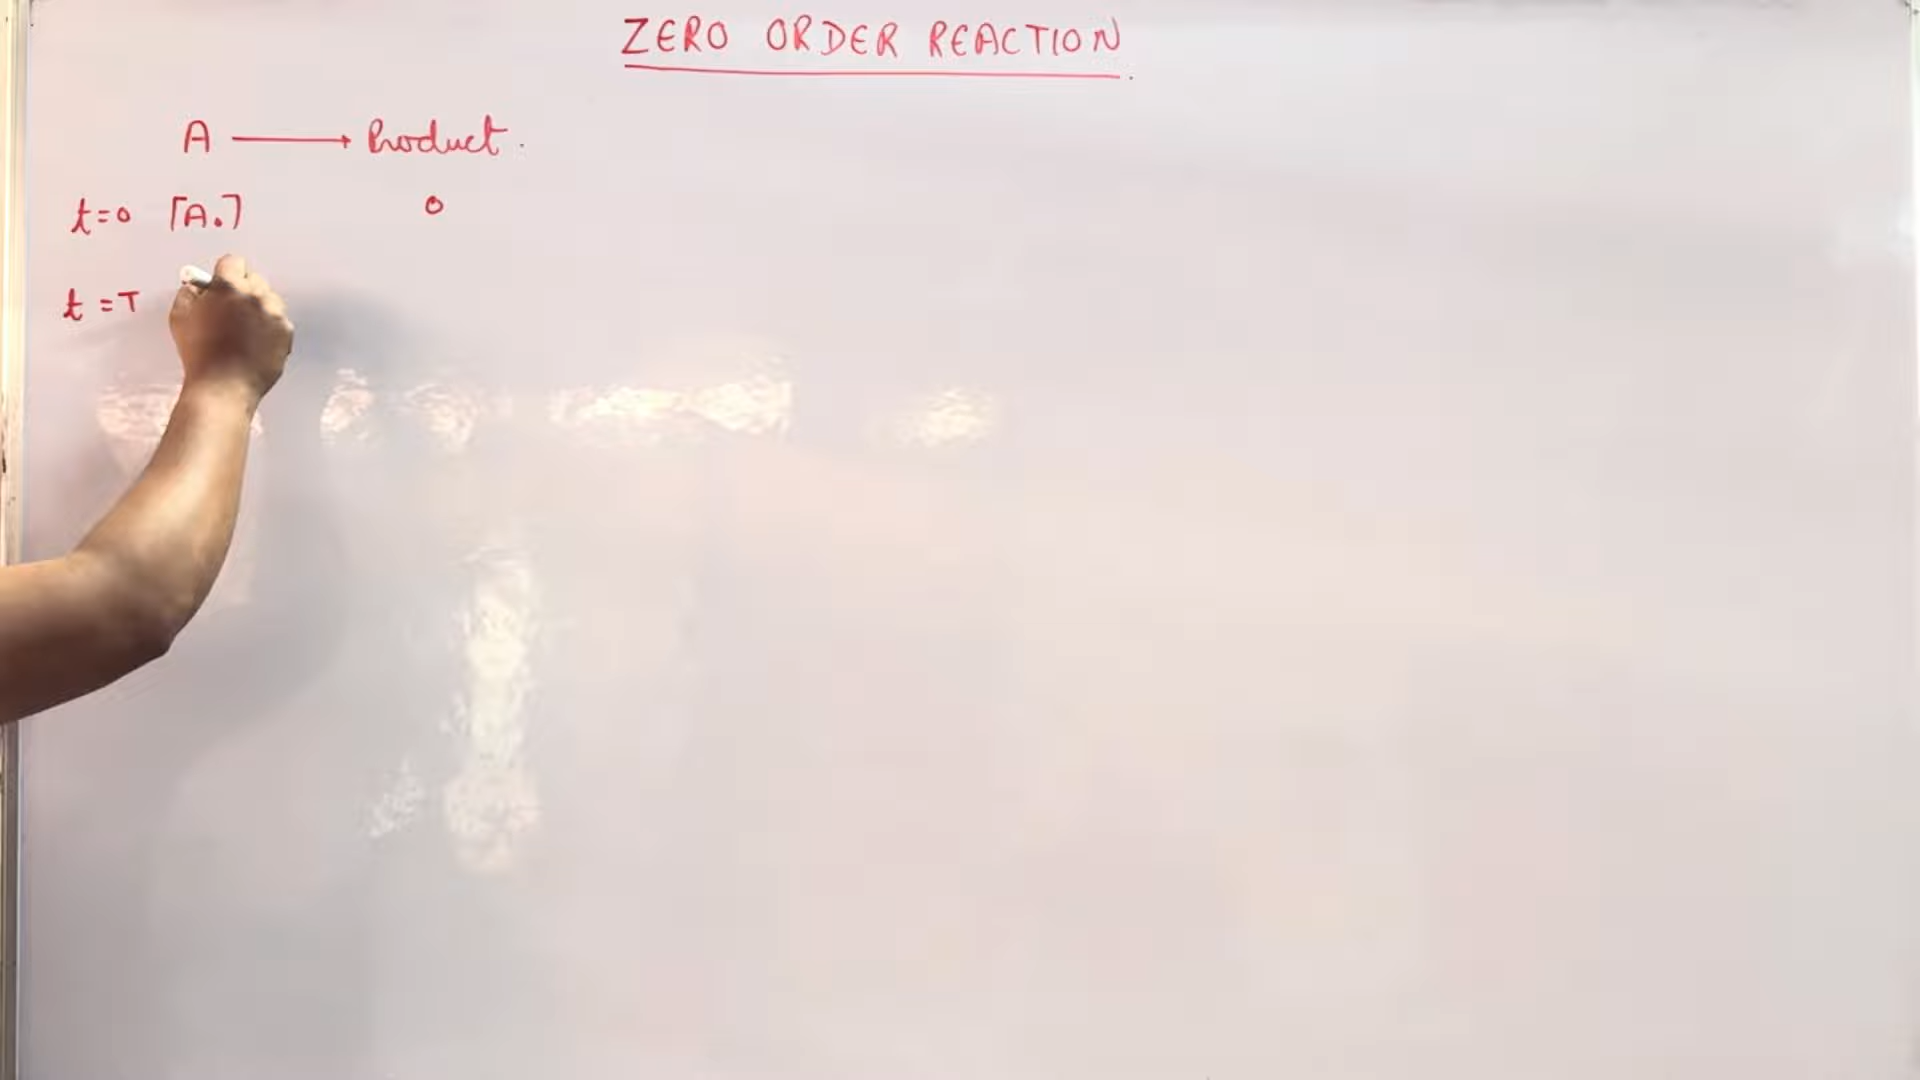 ZERO ORDER REACTION
A → Product.
t=0 [A₀] 0
t=T